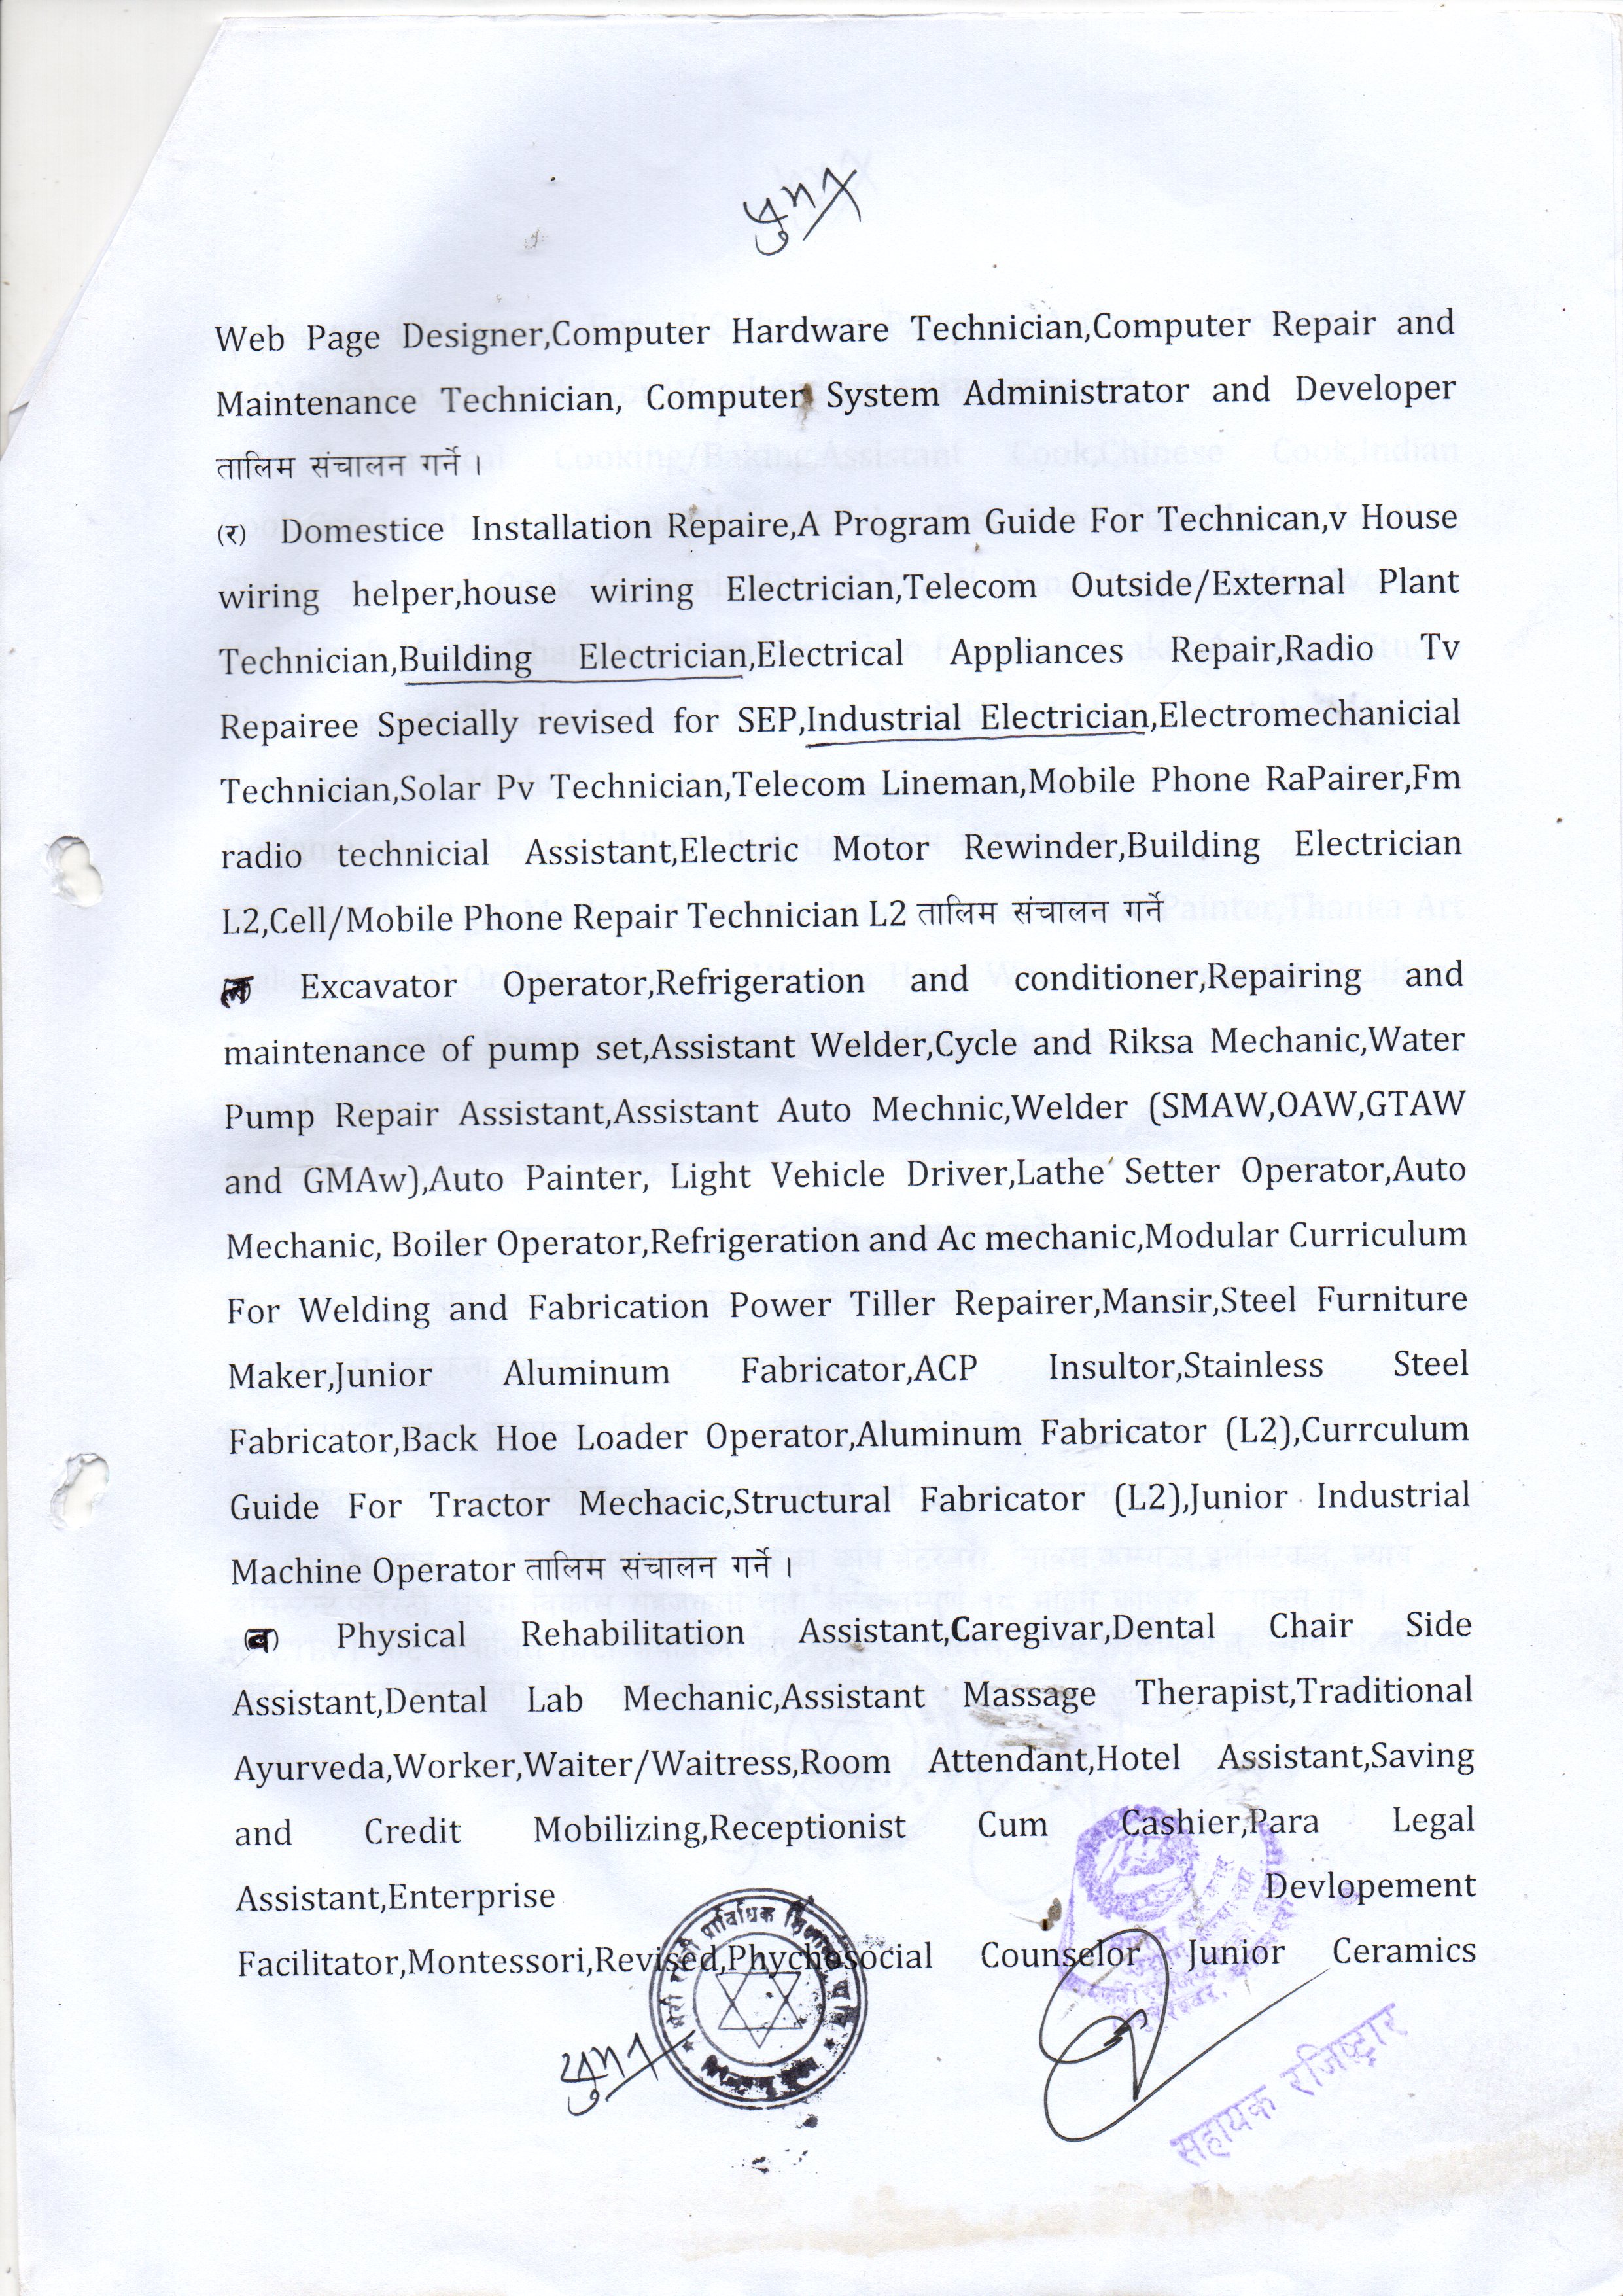 Web Page Designer,Computer Hardware Technician,Computer Repair and
Maintenance Technician, Computer System Administrator and Developer
तालिम संचालन गर्ने ।
(र) Domestice Installation Repaire,A Program Guide For Technican,v House
wiring helper,house wiring Electrician,Telecom Outside/External Plant
Technician,Building Electrician,Electrical Appliances Repair,Radio Tv
Repairee Specially revised for SEP,Industrial Electrician,Electromechanicial
Technician,Solar Pv Technician,Telecom Lineman,Mobile Phone RaPairer,Fm
radio technicial Assistant,Electric Motor Rewinder,Building Electrician
L2,Cell/Mobile Phone Repair Technician L2 तालिम संचालन गर्ने
(ल) Excavator Operator,Refrigeration and conditioner,Repairing and
maintenance of pump set,Assistant Welder,Cycle and Riksa Mechanic,Water
Pump Repair Assistant,Assistant Auto Mechnic,Welder (SMAW,OAW,GTAW
and GMAw),Auto Painter, Light Vehicle Driver,Lathe Setter Operator,Auto
Mechanic, Boiler Operator,Refrigeration and Ac mechanic,Modular Curriculum
For Welding and Fabrication Power Tiller Repairer,Mansir,Steel Furniture
Maker,Junior Aluminum Fabricator,ACP Insultor,Stainless Steel
Fabricator,Back Hoe Loader Operator,Aluminum Fabricator (L2),Currculum
Guide For Tractor Mechacic,Structural Fabricator (L2),Junior Industrial
Machine Operator तालिम संचालन गर्ने ।
(व) Physical Rehabilitation Assistant,Caregivar,Dental Chair Side
Assistant,Dental Lab Mechanic,Assistant Massage Therapist,Traditional
Ayurveda,Worker,Waiter/Waitress,Room Attendant,Hotel Assistant,Saving
and Credit Mobilizing,Receptionist Cum Cashier,Para Legal
Assistant,Enterprise Devlopement
Facilitator,Montessori,Revised,Phychosocial Counselor Junior Ceramics
प्राविधिक
सहायक रजिष्ट्रार